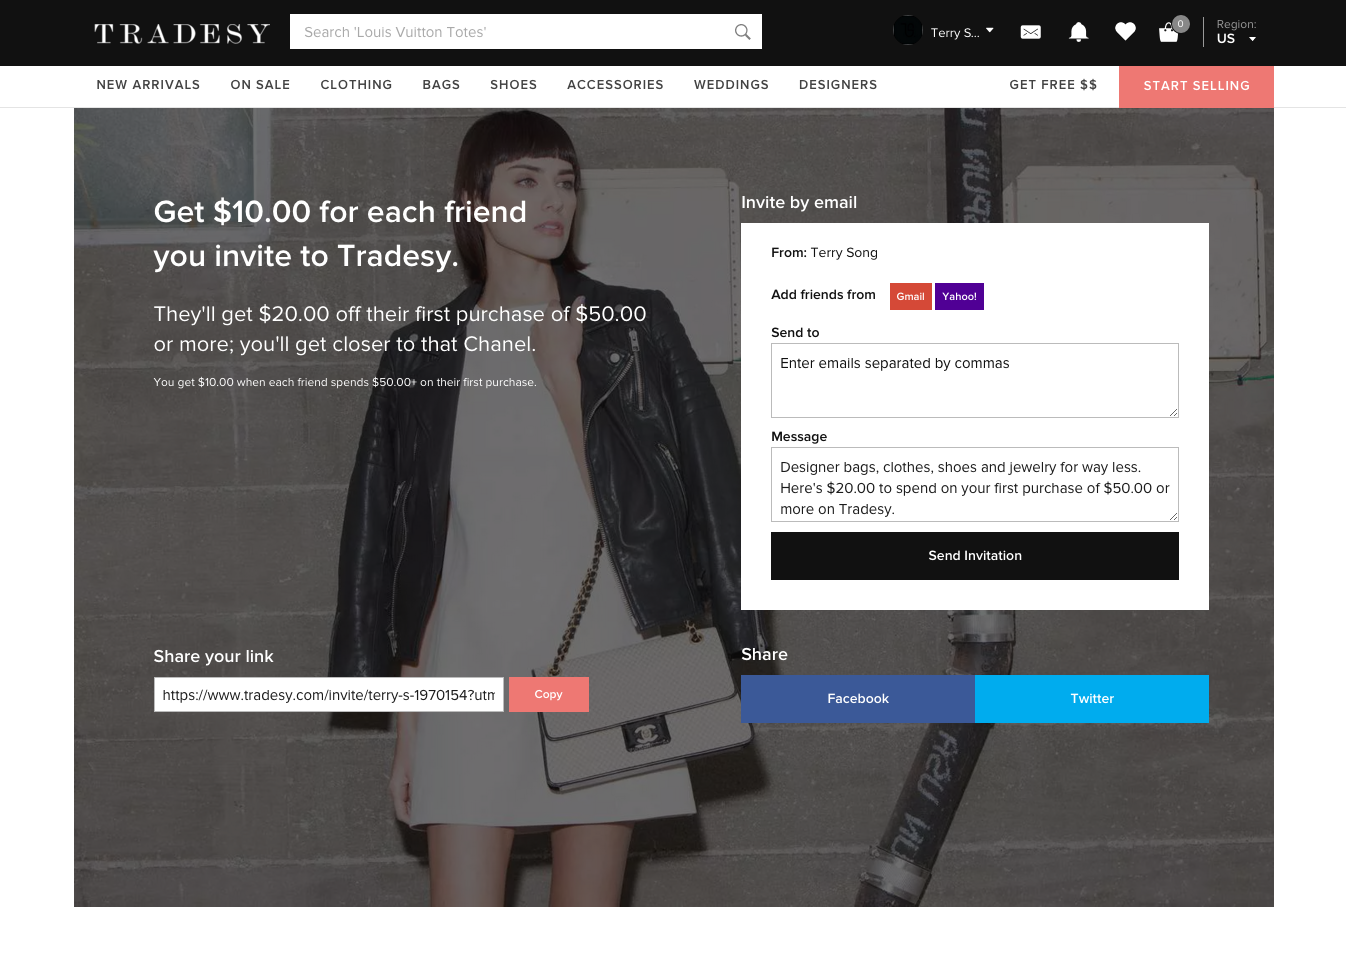 TRADESY
Search 'Louis Vuitton Totes'
Terry S...
0
Region:
US
NEW ARRIVALS
ON SALE
CLOTHING
BAGS
SHOES
ACCESSORIES
WEDDINGS
DESIGNERS
GET FREE $$
START SELLING
Get $10.00 for each friend
you invite to Tradesy.
They'll get $20.00 off their first purchase of $50.00
or more; you'll get closer to that Chanel.
You get $10.00 when each friend spends $50.00+ on their first purchase.
Invite by email
From: Terry Song
Add friends from
Gmail
Yahoo!
Send to
Enter emails separated by commas
Message
Designer bags, clothes, shoes and jewelry for way less.
Here's $20.00 to spend on your first purchase of $50.00 or
more on Tradesy.
Send Invitation
Share your link
https://www.tradesy.com/invite/terry-s-1970154?utm
Copy
Share
Facebook
Twitter